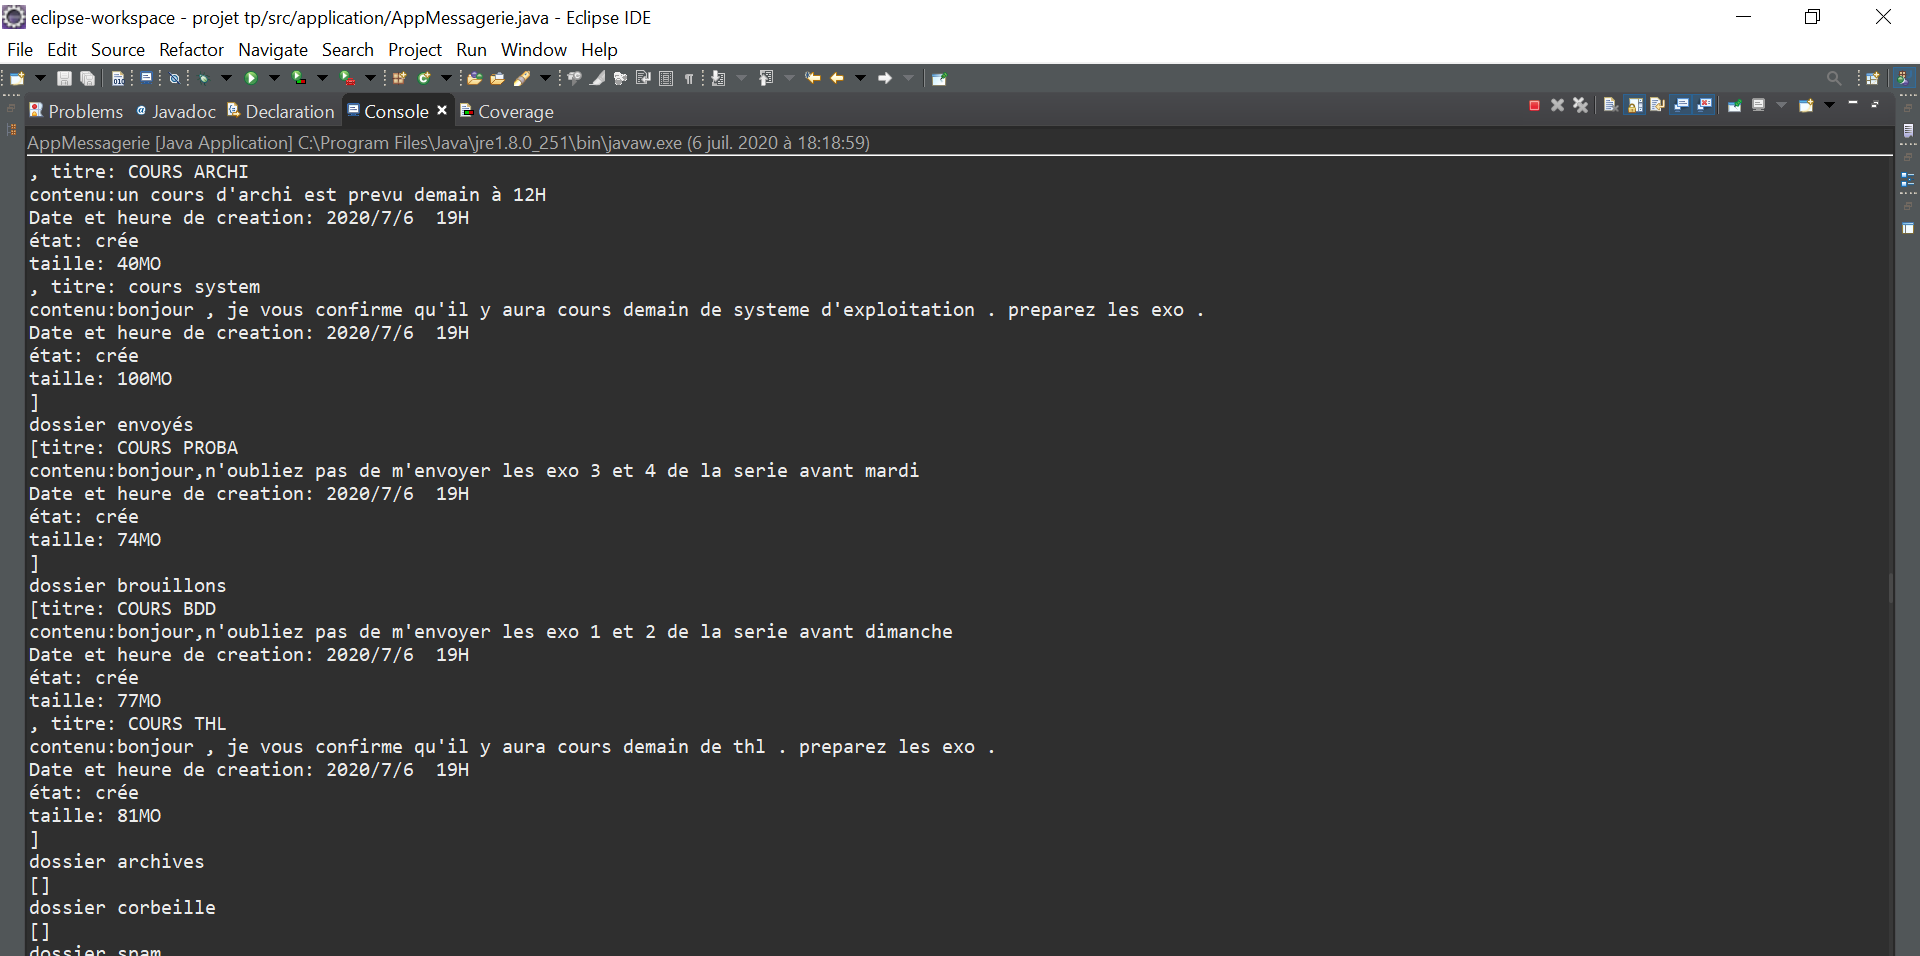 eclipse-workspace - projet tp/src/application/AppMessagerie.java - Eclipse IDE
File Edit Source Refactor Navigate Search Project Run Window Help
Problems Javadoc Declaration Console Coverage
AppMessagerie [Java Application] C:\Program Files\Java\jre1.8.0_251\bin\javaw.exe (6 juil. 2020 à 18:18:59)
, titre: COURS ARCHI
contenu:un cours d'archi est prevu demain à 12H
Date et heure de creation: 2020/7/6  19H
état: crée
taille: 40MO
, titre: cours system
contenu:bonjour , je vous confirme qu'il y aura cours demain de systeme d'exploitation . preparez les exo .
Date et heure de creation: 2020/7/6  19H
état: crée
taille: 100MO
]
dossier envoyés
[titre: COURS PROBA
contenu:bonjour,n'oubliez pas de m'envoyer les exo 3 et 4 de la serie avant mardi
Date et heure de creation: 2020/7/6  19H
état: crée
taille: 74MO
]
dossier brouillons
[titre: COURS BDD
contenu:bonjour,n'oubliez pas de m'envoyer les exo 1 et 2 de la serie avant dimanche
Date et heure de creation: 2020/7/6  19H
état: crée
taille: 77MO
, titre: COURS THL
contenu:bonjour , je vous confirme qu'il y aura cours demain de thl . preparez les exo .
Date et heure de creation: 2020/7/6  19H
état: crée
taille: 81MO
]
dossier archives
[]
dossier corbeille
[]
dossier spam